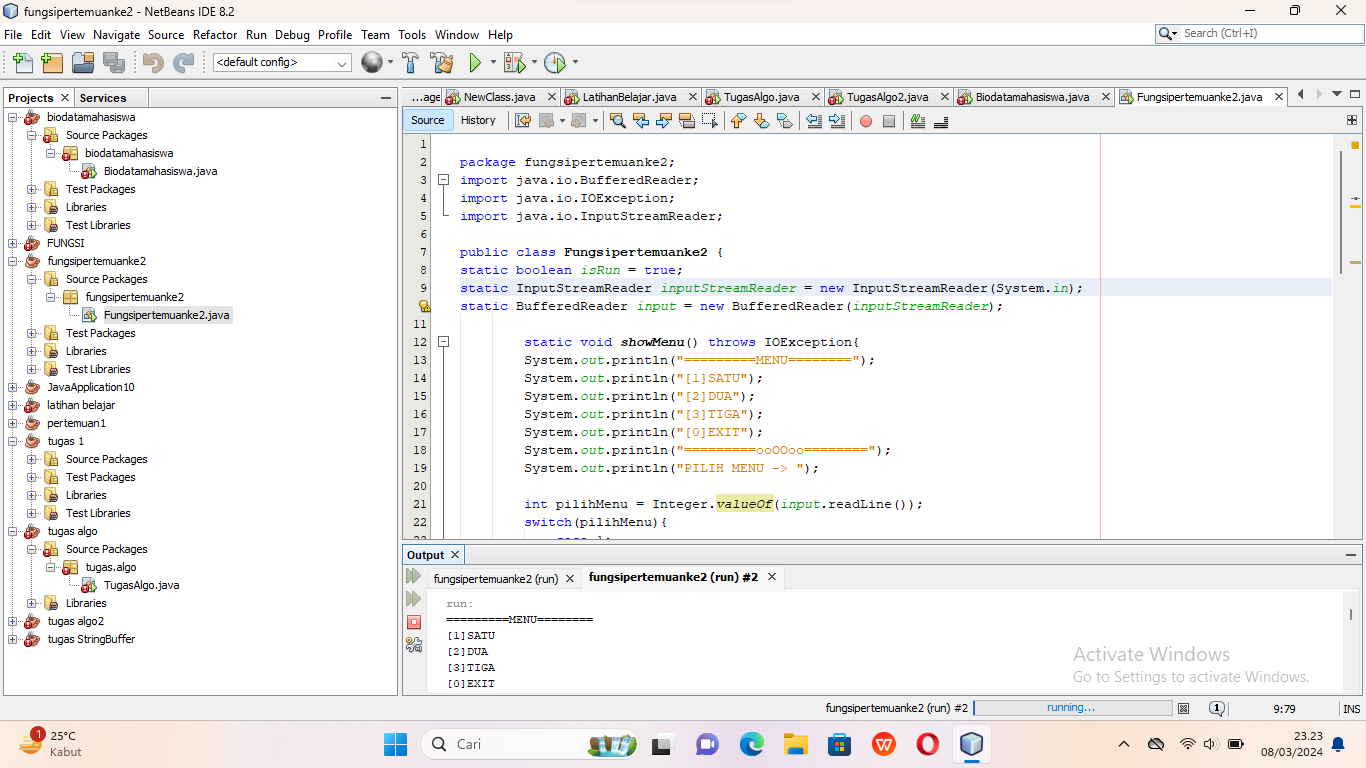 fungsipertemuanke2 - NetBeans IDE 8.2
File Edit View Navigate Source Refactor Run Debug Profile Team Tools Window Help
Search (Ctrl+I)
<default config>
Projects Services
biodatamahasiswa
Source Packages
biodatamahasiswa
Biodatamahasiswa.java
Test Packages
Libraries
Test Libraries
FUNGSI
fungsipertemuanke2
Source Packages
fungsipertemuanke2
Fungsipertemuanke2.java
Test Packages
Libraries
Test Libraries
JavaApplication10
latihan belajar
pertemuan1
tugas 1
Source Packages
Test Packages
Libraries
Test Libraries
tugas algo
Source Packages
tugas.algo
TugasAlgo.java
Libraries
tugas algo2
tugas StringBuffer
...age NewClass.java LatihanBelajar.java TugasAlgo.java TugasAlgo2.java Biodatamahasiswa.java Fungsipertemuanke2.java
Source History
1
2 package fungsipertemuanke2;
3 import java.io.BufferedReader;
4 import java.io.IOException;
5 import java.io.InputStreamReader;
6
7 public class Fungsipertemuanke2 {
8 static boolean isRun = true;
9 static InputStreamReader inputStreamReader = new InputStreamReader(System.in);
static BufferedReader input = new BufferedReader(inputStreamReader);
11
12 static void showMenu() throws IOException{
13 System.out.println("=========MENU========");
14 System.out.println("[1]SATU");
15 System.out.println("[2]DUA");
16 System.out.println("[3]TIGA");
17 System.out.println("[0]EXIT");
18 System.out.println("=========ooOOoo========");
19 System.out.println("PILIH MENU -> ");
20
21 int pilihMenu = Integer.valueOf(input.readLine());
22 switch(pilihMenu){
Output
fungsipertemuanke2 (run) fungsipertemuanke2 (run) #2
run:
=========MENU========
[1]SATU
[2]DUA
[3]TIGA
[0]EXIT
Activate Windows
Go to Settings to activate Windows.
fungsipertemuanke2 (run) #2 running... 1 9:79 INS
1 25°C
Kabut
Cari
23.23
08/03/2024